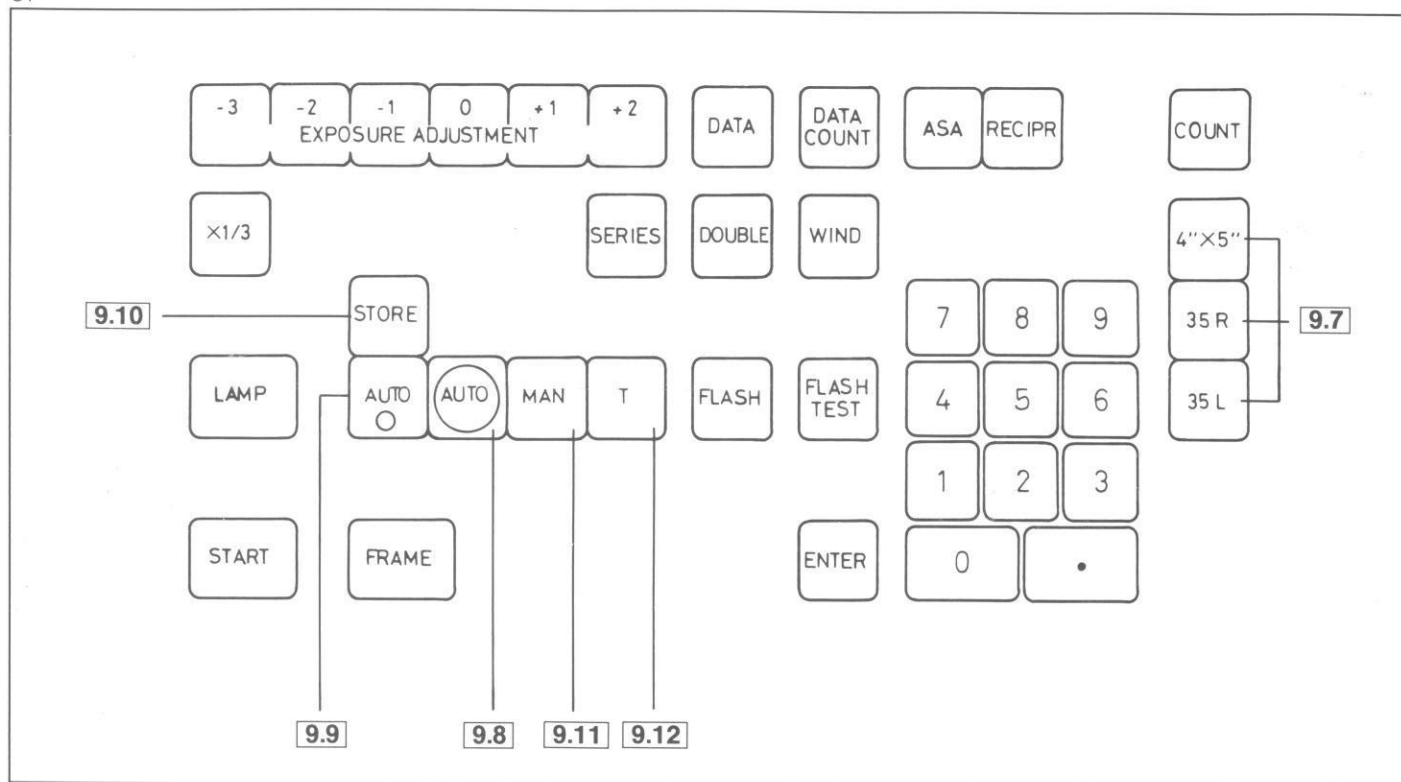 -3 -2 -1 0 +1 +2
EXPOSURE ADJUSTMENT
DATA
DATA
COUNT
ASA
RECIPR
COUNT
×1/3
SERIES
DOUBLE
WIND
4"×5"
9.10
STORE
7
8
9
35 R
9.7
LAMP
AUTO
AUTO
MAN
T
FLASH
FLASH
TEST
4
5
6
35 L
1
2
3
START
FRAME
ENTER
0
•
9.9
9.8
9.11
9.12